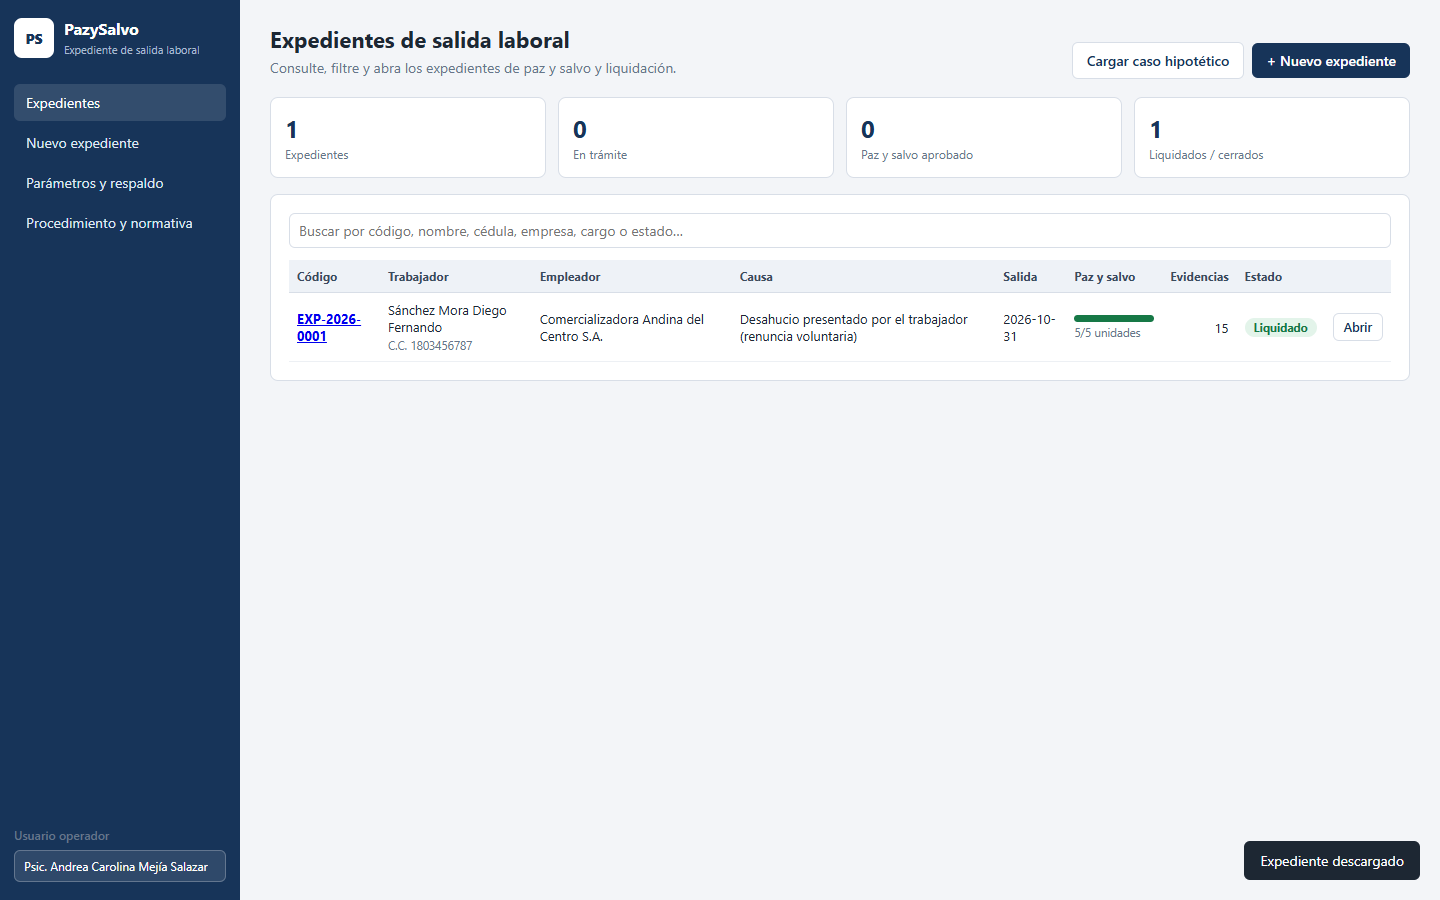 PS
PazySalvo
Expediente de salida laboral
Expedientes
Nuevo expediente
Parámetros y respaldo
Procedimiento y normativa
Usuario operador
Psic. Andrea Carolina Mejía Salazar
Expedientes de salida laboral
Consulte, filtre y abra los expedientes de paz y salvo y liquidación.
Cargar caso hipotético
+ Nuevo expediente
1
Expedientes
0
En trámite
0
Paz y salvo aprobado
1
Liquidados / cerrados
Buscar por código, nombre, cédula, empresa, cargo o estado...
Código Trabajador Empleador Causa Salida Paz y salvo Evidencias Estado
EXP-2026-
0001
Sánchez Mora Diego
Fernando
C.C. 1803456787
Comercializadora Andina del
Centro S.A.
Desahucio presentado por el trabajador
(renuncia voluntaria)
2026-10-
31
5/5 unidades
15
Liquidado
Abrir
Expediente descargado